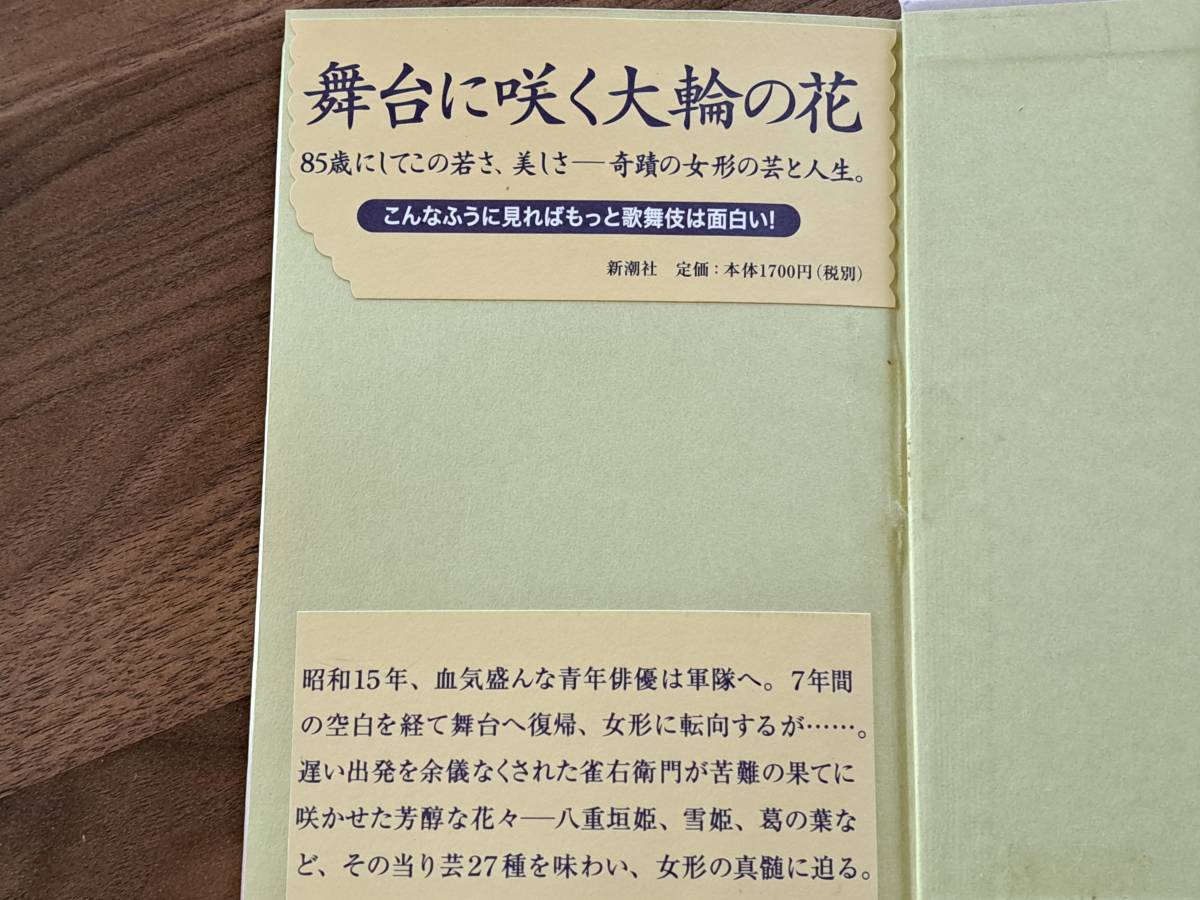 舞台に咲く大輪の花
85歳にしてこの若さ、美しさ──奇蹟の女形の芸と人生。
こんなふうに見ればもっと歌舞伎は面白い!
新潮社　定価：本体1700円（税別）
昭和15年、血気盛んな青年俳優は軍隊へ。7年間
の空白を経て舞台へ復帰、女形に転向するが……。
遅い出発を余儀なくされた雀右衛門が苦難の果てに
咲かせた芳醇な花々──八重垣姫、雪姫、葛の葉な
ど、その当り芸27種を味わい、女形の真髄に迫る。